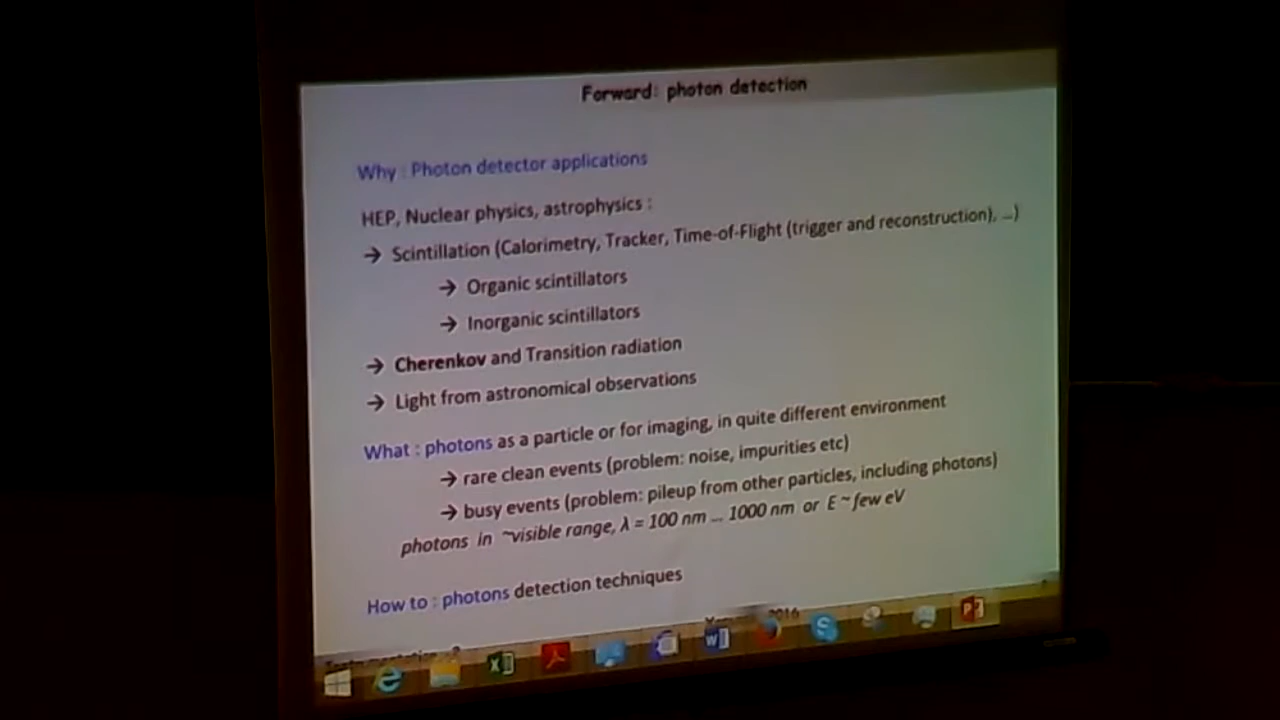 Forward: photon detection
Why : Photon detector applications
HEP, Nuclear physics, astrophysics :
→ Scintillation (Calorimetry, Tracker, Time-of-Flight (trigger and reconstruction), …)
→ Organic scintillators
→ Inorganic scintillators
→ Cherenkov and Transition radiation
→ Light from astronomical observations
What : photons as a particle or for imaging, in quite different environment
→ rare clean events (problem: noise, impurities etc)
→ busy events (problem: pileup from other particles, including photons)
photons in ~visible range, λ = 100 nm … 1000 nm or E ~ few eV
How to : photons detection techniques
2016